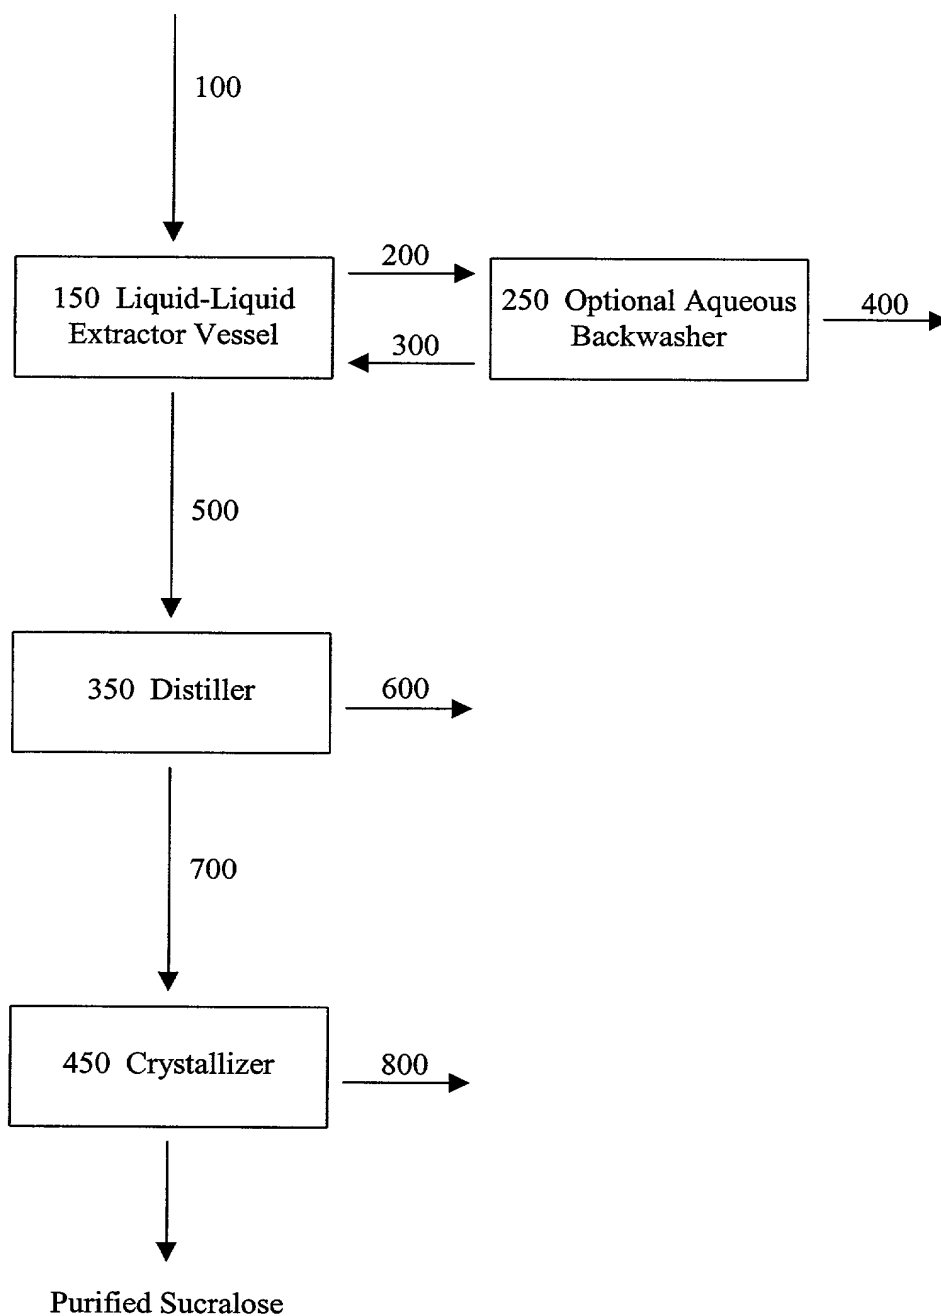 100
200
150 Liquid-Liquid
Extractor Vessel
250 Optional Aqueous
Backwasher
400
300
500
350 Distiller
600
700
450 Crystallizer
800
Purified Sucralose